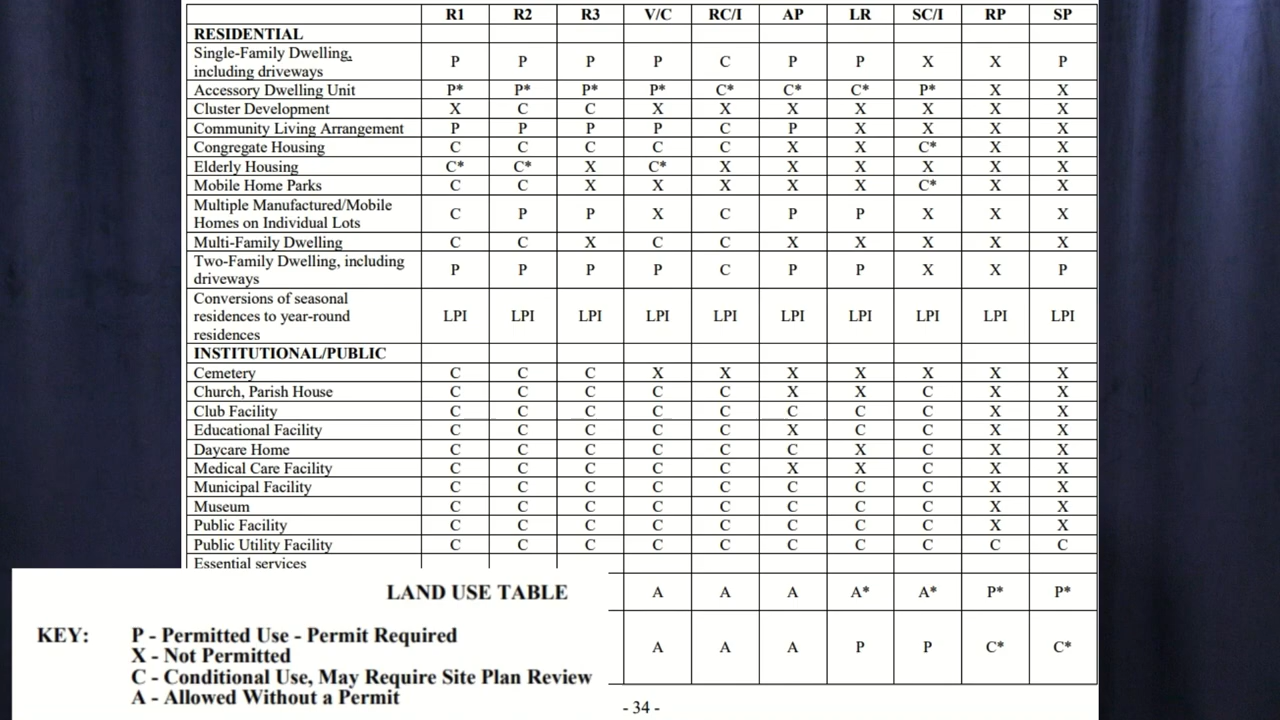 R1 R2 R3 V/C RC/I AP LR SC/I RP SP
RESIDENTIAL
Single-Family Dwelling,
including driveways P P P P C P P X X P
Accessory Dwelling Unit P* P* P* P* C* C* C* P* X X
Cluster Development X C C X X X X X X X
Community Living Arrangement P P P P C P X X X X
Congregate Housing C C C C C X X C* X X
Elderly Housing C* C* X C* X X X X X X
Mobile Home Parks C C X X X X X C* X X
Multiple Manufactured/Mobile
Homes on Individual Lots C P P X C P P X X X
Multi-Family Dwelling C C X C C X X X X X
Two-Family Dwelling, including
driveways P P P P C P P X X P
Conversions of seasonal
residences to year-round
residences LPI LPI LPI LPI LPI LPI LPI LPI LPI LPI
INSTITUTIONAL/PUBLIC
Cemetery C C C X X X X X X X
Church, Parish House C C C C C X X C X X
Club Facility C C C C C C C C X X
Educational Facility C C C C C X C C X X
Daycare Home C C C C C C X C X X
Medical Care Facility C C C C C X X C X X
Municipal Facility C C C C C C C C X X
Museum C C C C C C C C X X
Public Facility C C C C C C C C X X
Public Utility Facility C C C C C C C C C C
Essential services
A A A A* A* P* P*
A A A P P C* C*
- 34 -
LAND USE TABLE
KEY: P - Permitted Use - Permit Required
X - Not Permitted
C - Conditional Use, May Require Site Plan Review
A - Allowed Without a Permit